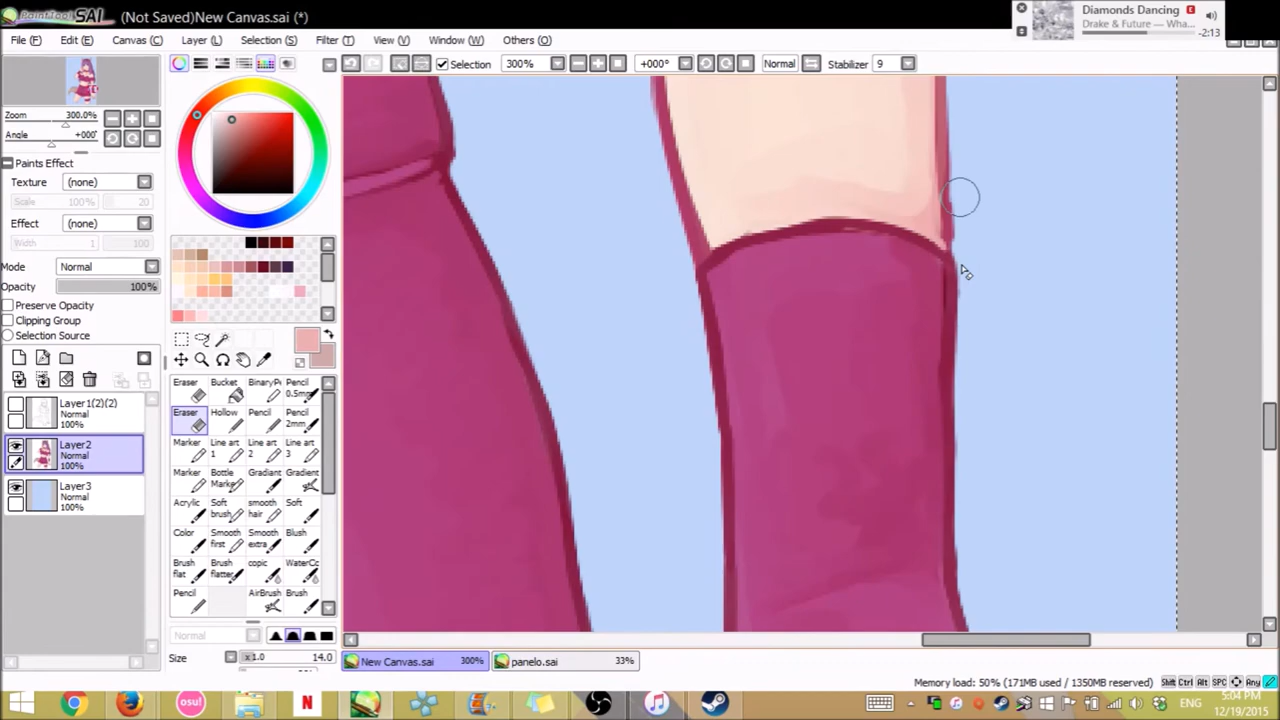 PaintTool SAI (Not Saved)New Canvas.sai (*)
Diamonds Dancing E
Drake & Future — Wha...
-2:13
File (F) Edit (E) Canvas (C) Layer (L) Selection (S) Filter (T) View (V) Window (W) Others (O)
Selection 300% +000° Normal Stabilizer 9
Zoom 300.0%
Angle +000°
Paints Effect
Texture (none)
Scale 100% 20
Effect (none)
Width 1 100
Mode Normal
Opacity 100%
Preserve Opacity
Clipping Group
Selection Source
Layer1(2)(2)
Normal
100%
Layer2
Normal
100%
Layer3
Normal
100%
Eraser Bucket BinaryPe Pencil 0.5mm
Eraser Hollow Pencil Pencil 2mm
Marker Line art 1 Line art 2 Line art 3
Marker Bottle Marke Gradiant Gradient
Acrylic Soft brush smooth hair Soft
Color Smooth first Smooth extra Blush
Brush flat Brush flatter copic WaterCo
Pencil AirBrush Brush
Normal
Size x1.0 14.0
New Canvas.sai 300% panelo.sai 33%
Memory load: 50% (171MB used / 1350MB reserved) Shift Ctrl Alt SPC Any
osu! N ENG 5:04 PM
12/19/2015